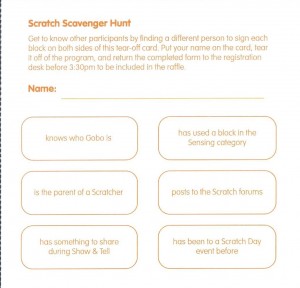 Scratch Scavenger Hunt
Get to know other participants by finding a different person to sign each
block on both sides of this tear-off card. Put your name on the card, tear
it off of the program, and return the completed form to the registration
desk before 3:30pm to be included in the raffle.
Name:
knows who Gobo is
has used a block in the
Sensing category
is the parent of a Scratcher
posts to the Scratch forums
has something to share
during Show & Tell
has been to a Scratch Day
event before